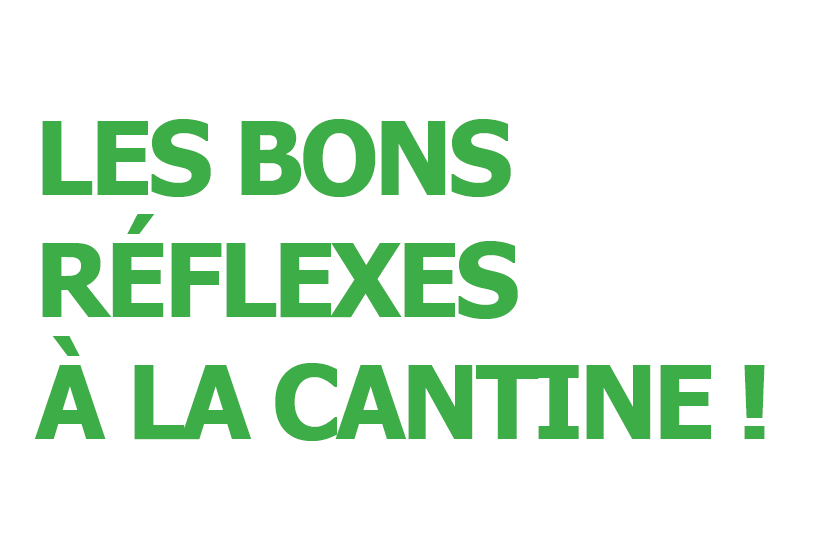 LES BONS
RÉFLEXES
À LA CANTINE !